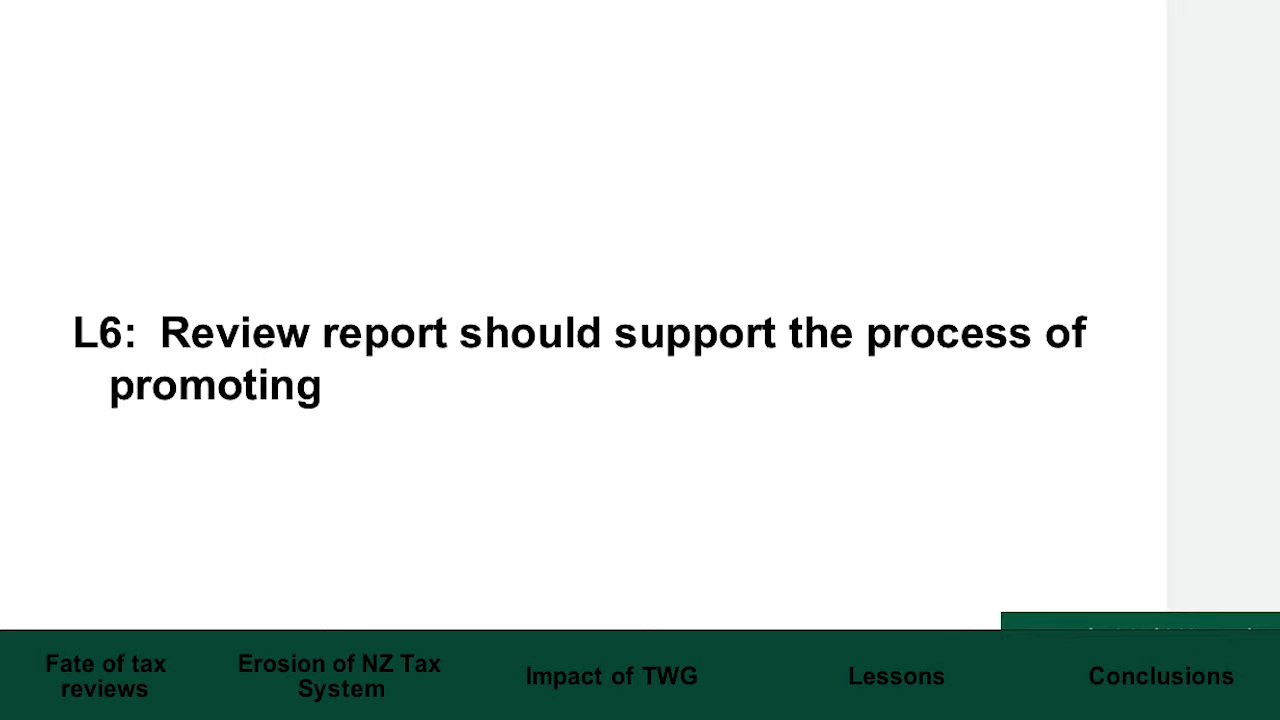 L6: Review report should support the process of
promoting
Fate of tax
reviews
Erosion of NZ Tax
System
Impact of TWG
Lessons
Conclusions